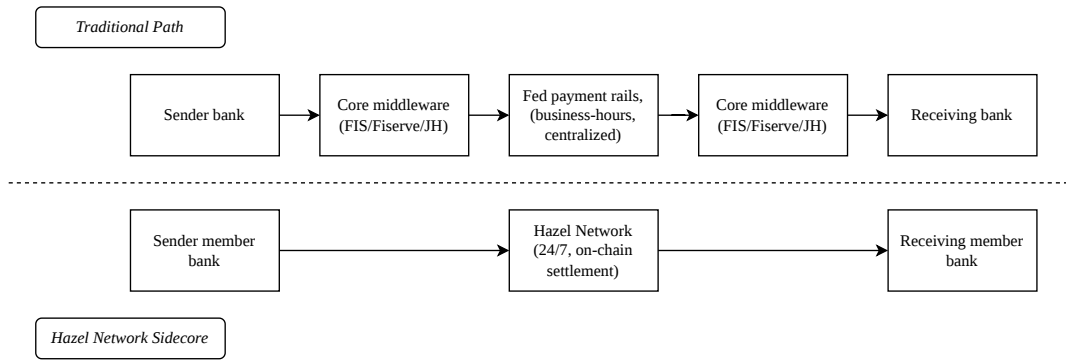 Traditional Path
Sender bank
Core middleware
(FIS/Fiserve/JH)
Fed payment rails,
(business-hours,
centralized)
Core middleware
(FIS/Fiserve/JH)
Receiving bank
Sender member
bank
Hazel Network
(24/7, on-chain
settlement)
Receiving member
bank
Hazel Network Sidecore